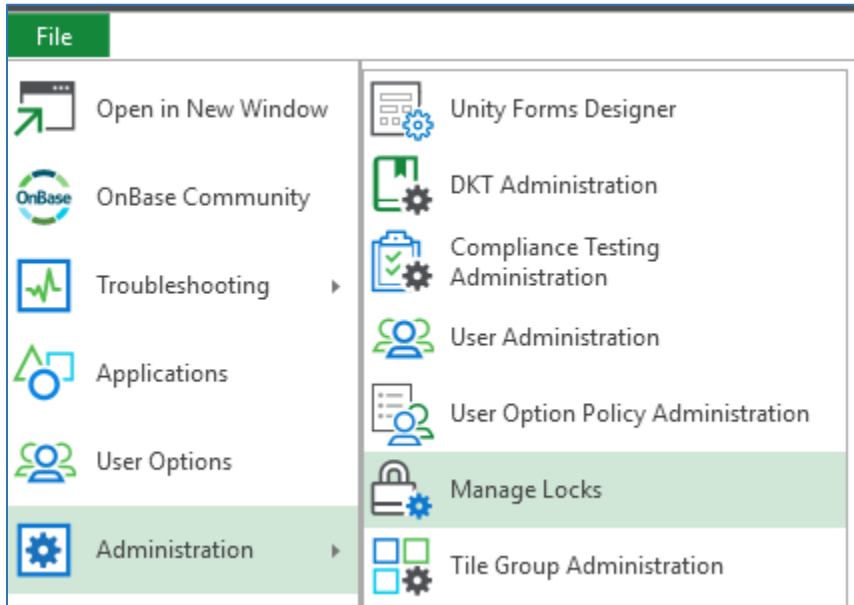 File
Open in New Window
OnBase
OnBase Community
Troubleshooting
Applications
User Options
Administration
Unity Forms Designer
DKT Administration
Compliance Testing
Administration
User Administration
User Option Policy Administration
Manage Locks
Tile Group Administration